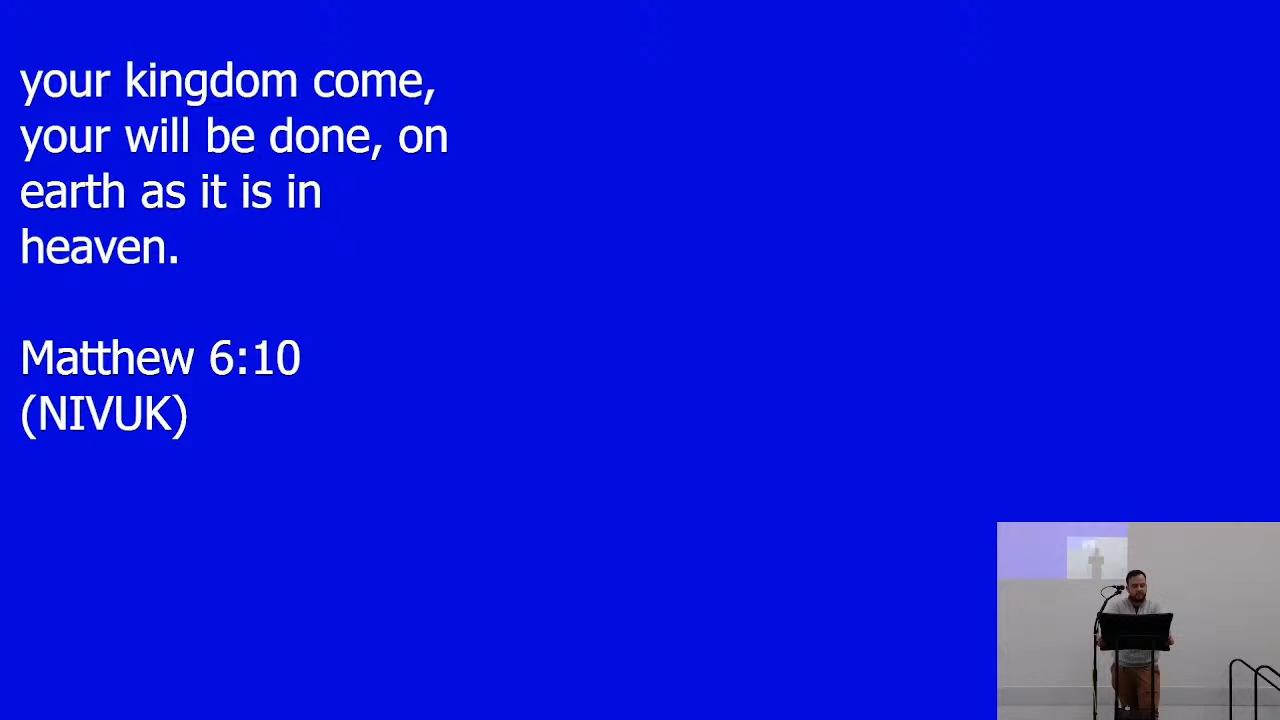 your kingdom come,
your will be done, on
earth as it is in
heaven.
Matthew 6:10
(NIVUK)